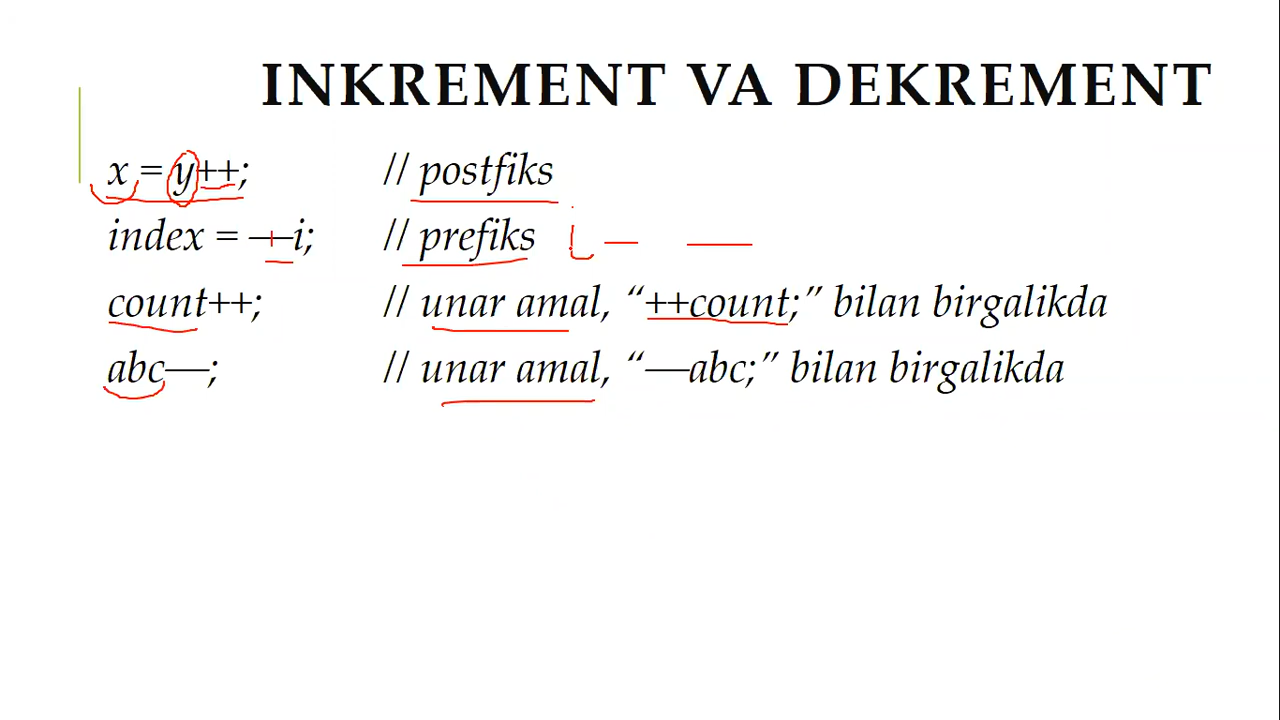 INKREMENT VA DEKREMENT
x = y++; // postfiks
index = —i; // prefiks
count++; // unar amal, “++count;” bilan birgalikda
abc—; // unar amal, “—abc;” bilan birgalikda